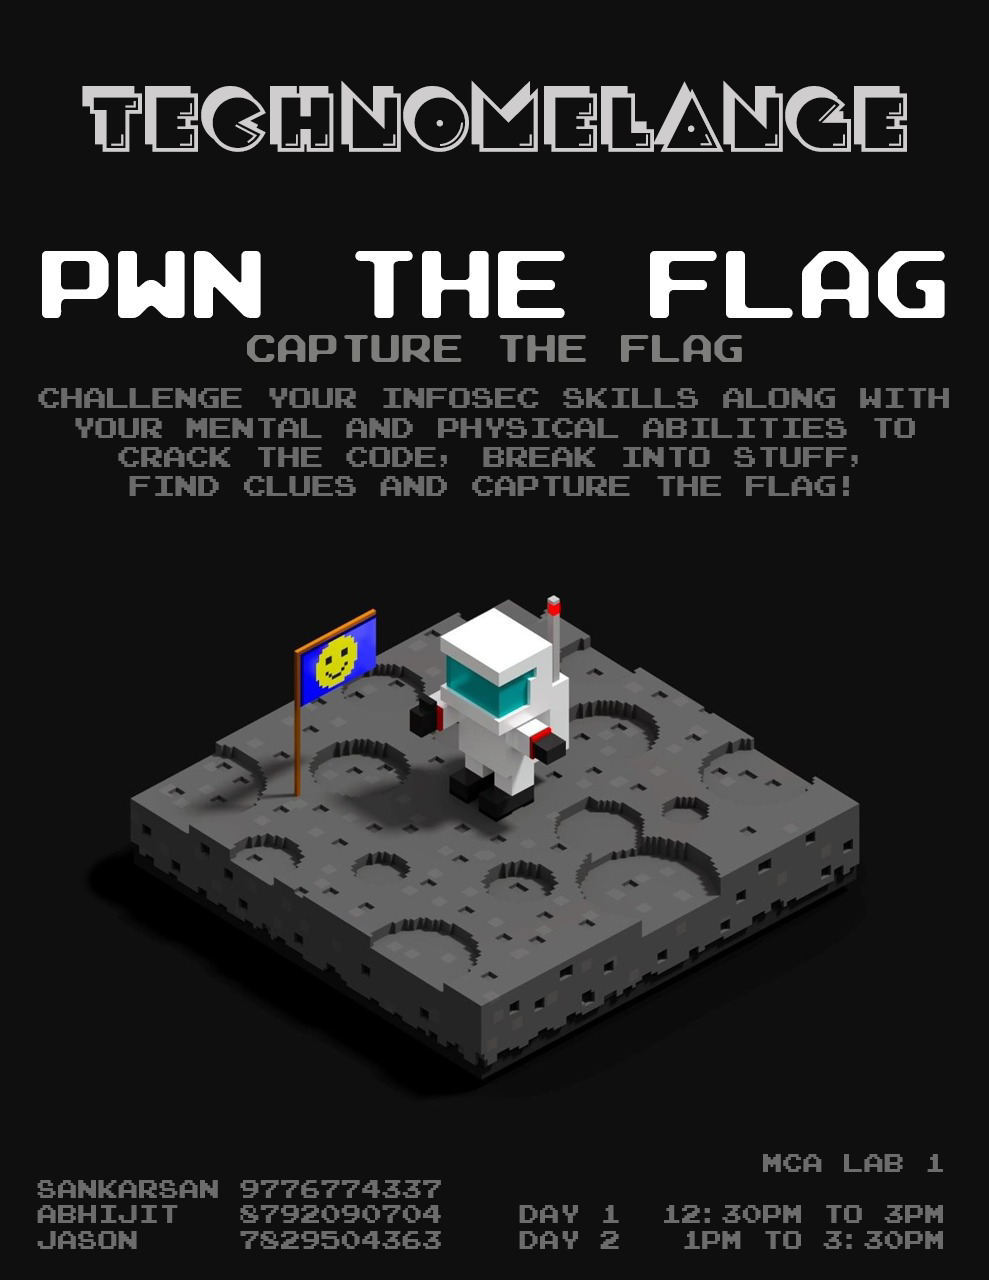 TECHNOMELANGE
PWN THE FLAG
CAPTURE THE FLAG
CHALLENGE YOUR INFOSEC SKILLS ALONG WITH
YOUR MENTAL AND PHYSICAL ABILITIES TO
CRACK THE CODE, BREAK INTO STUFF,
FIND CLUES AND CAPTURE THE FLAG!
MCA LAB 1
SANKARSAN 9776774337
ABHIJIT 8792090704
JASON 7829504363
DAY 1 12:30PM TO 3PM
DAY 2 1PM TO 3:30PM